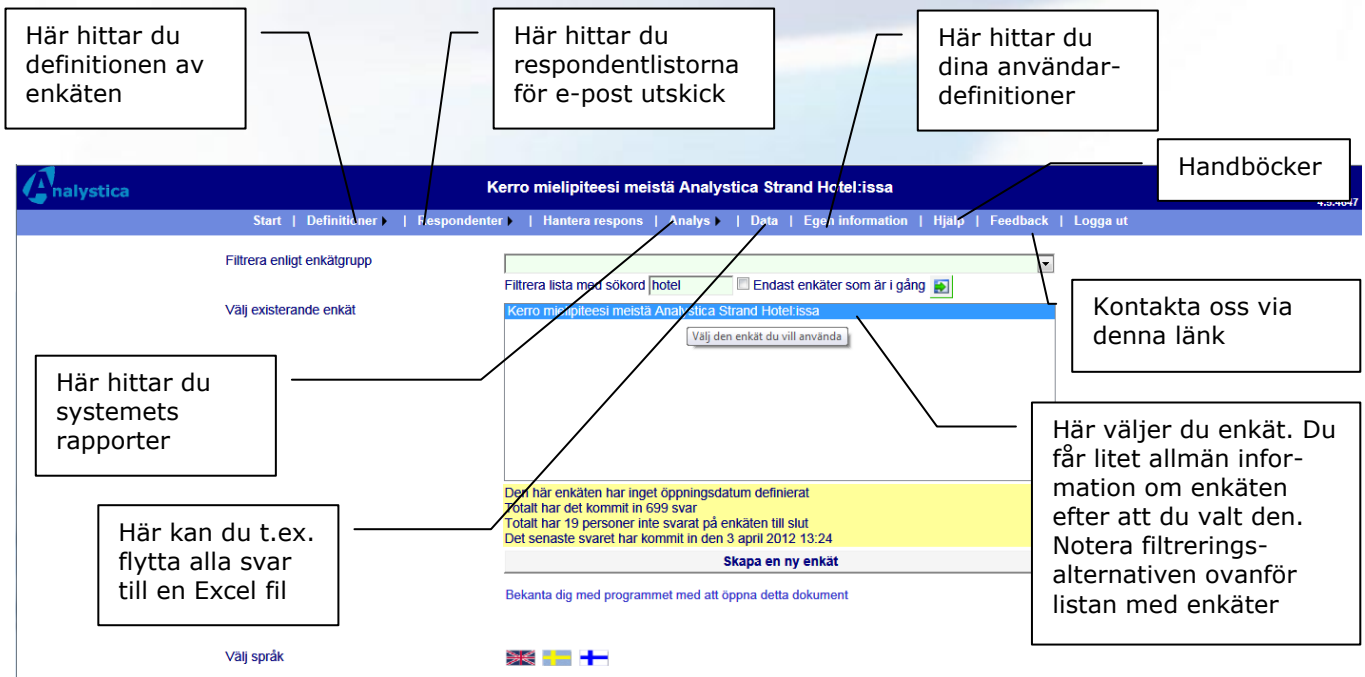 Här hittar du
definitionen av
enkäten
Här hittar du
respondentlistorna
för e-post utskick
Här hittar du
dina användar-
definitioner
Handböcker
Analystica
Kerro mielipiteesi meistä Analystica Strand Hotel:issa
4.5.4647
Start | Definitioner | Respondenter | Hantera respons | Analys | Data | Egen information | Hjälp | Feedback | Logga ut
Filtrera enligt enkätgrupp
Filtrera lista med sökord hotel Endast enkäter som är i gång
Välj existerande enkät
Kerro mielipiteesi meistä Analystica Strand Hotel:issa
Välj den enkät du vill använda
Kontakta oss via
denna länk
Här hittar du
systemets
rapporter
Här väljer du enkät. Du
får litet allmän infor-
mation om enkäten
efter att du valt den.
Notera filtrerings-
alternativen ovanför
listan med enkäter
Den här enkäten har inget öppningsdatum definierat
Totalt har det kommit in 699 svar
Totalt har 19 personer inte svarat på enkäten till slut
Det senaste svaret har kommit in den 3 april 2012 13:24
Här kan du t.ex.
flytta alla svar
till en Excel fil
Skapa en ny enkät
Bekanta dig med programmet med att öppna detta dokument
Välj språk